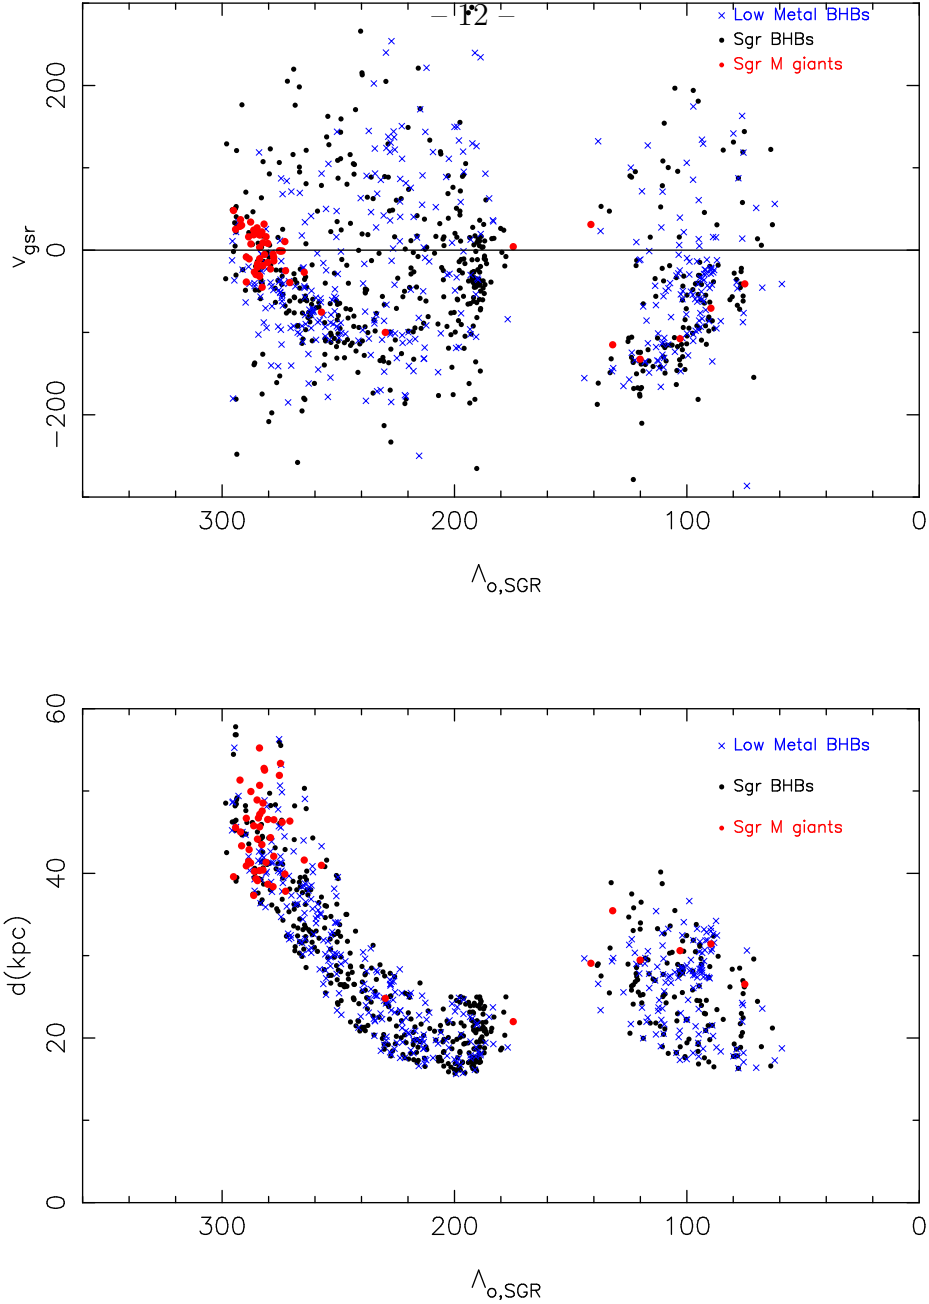 – 12 –
× Low Metal BHBs
• Sgr BHBs
• Sgr M giants
200
0
−200
v_gsr
300 200 100 0
Λ_o,SGR
60
40
20
0
d(kpc)
× Low Metal BHBs
• Sgr BHBs
• Sgr M giants
300 200 100 0
Λ_o,SGR